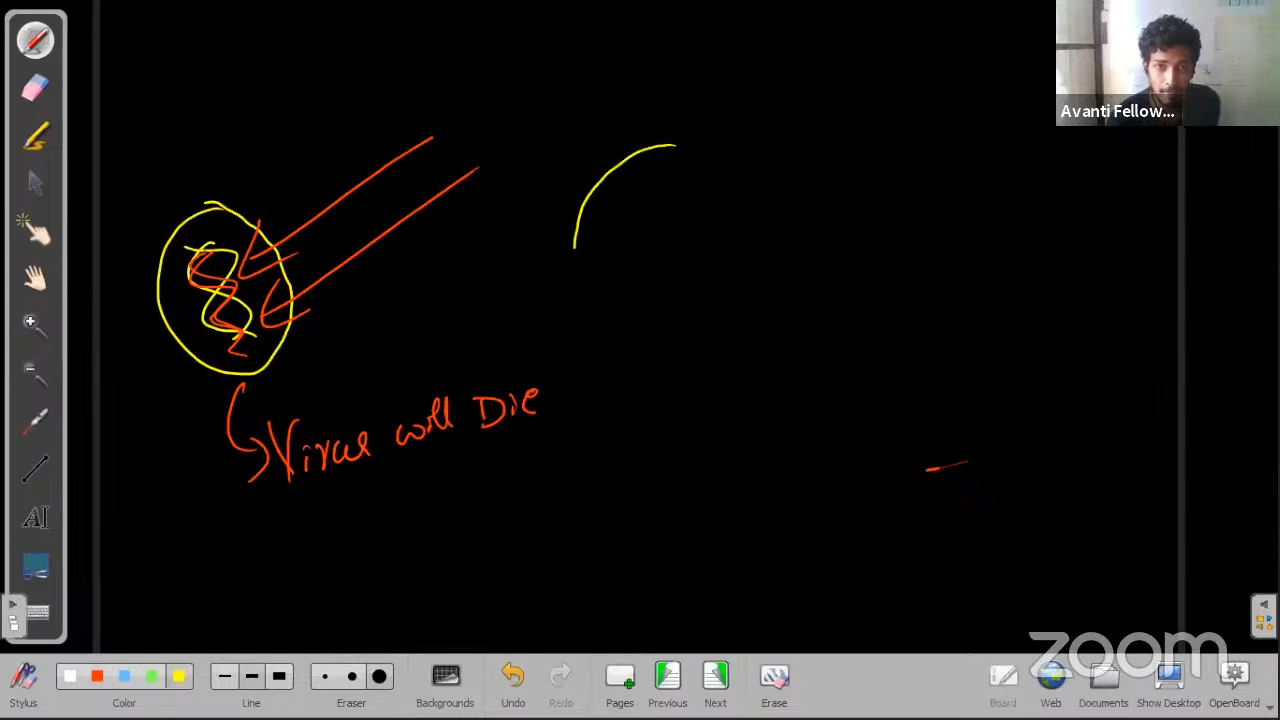 Avanti Fellow...
Virus will Die
AI
zoom
Stylus
Color
Line
Eraser
Backgrounds
Undo
Redo
Pages
Previous
Next
Erase
Board
Web
Documents
Show Desktop
OpenBoard